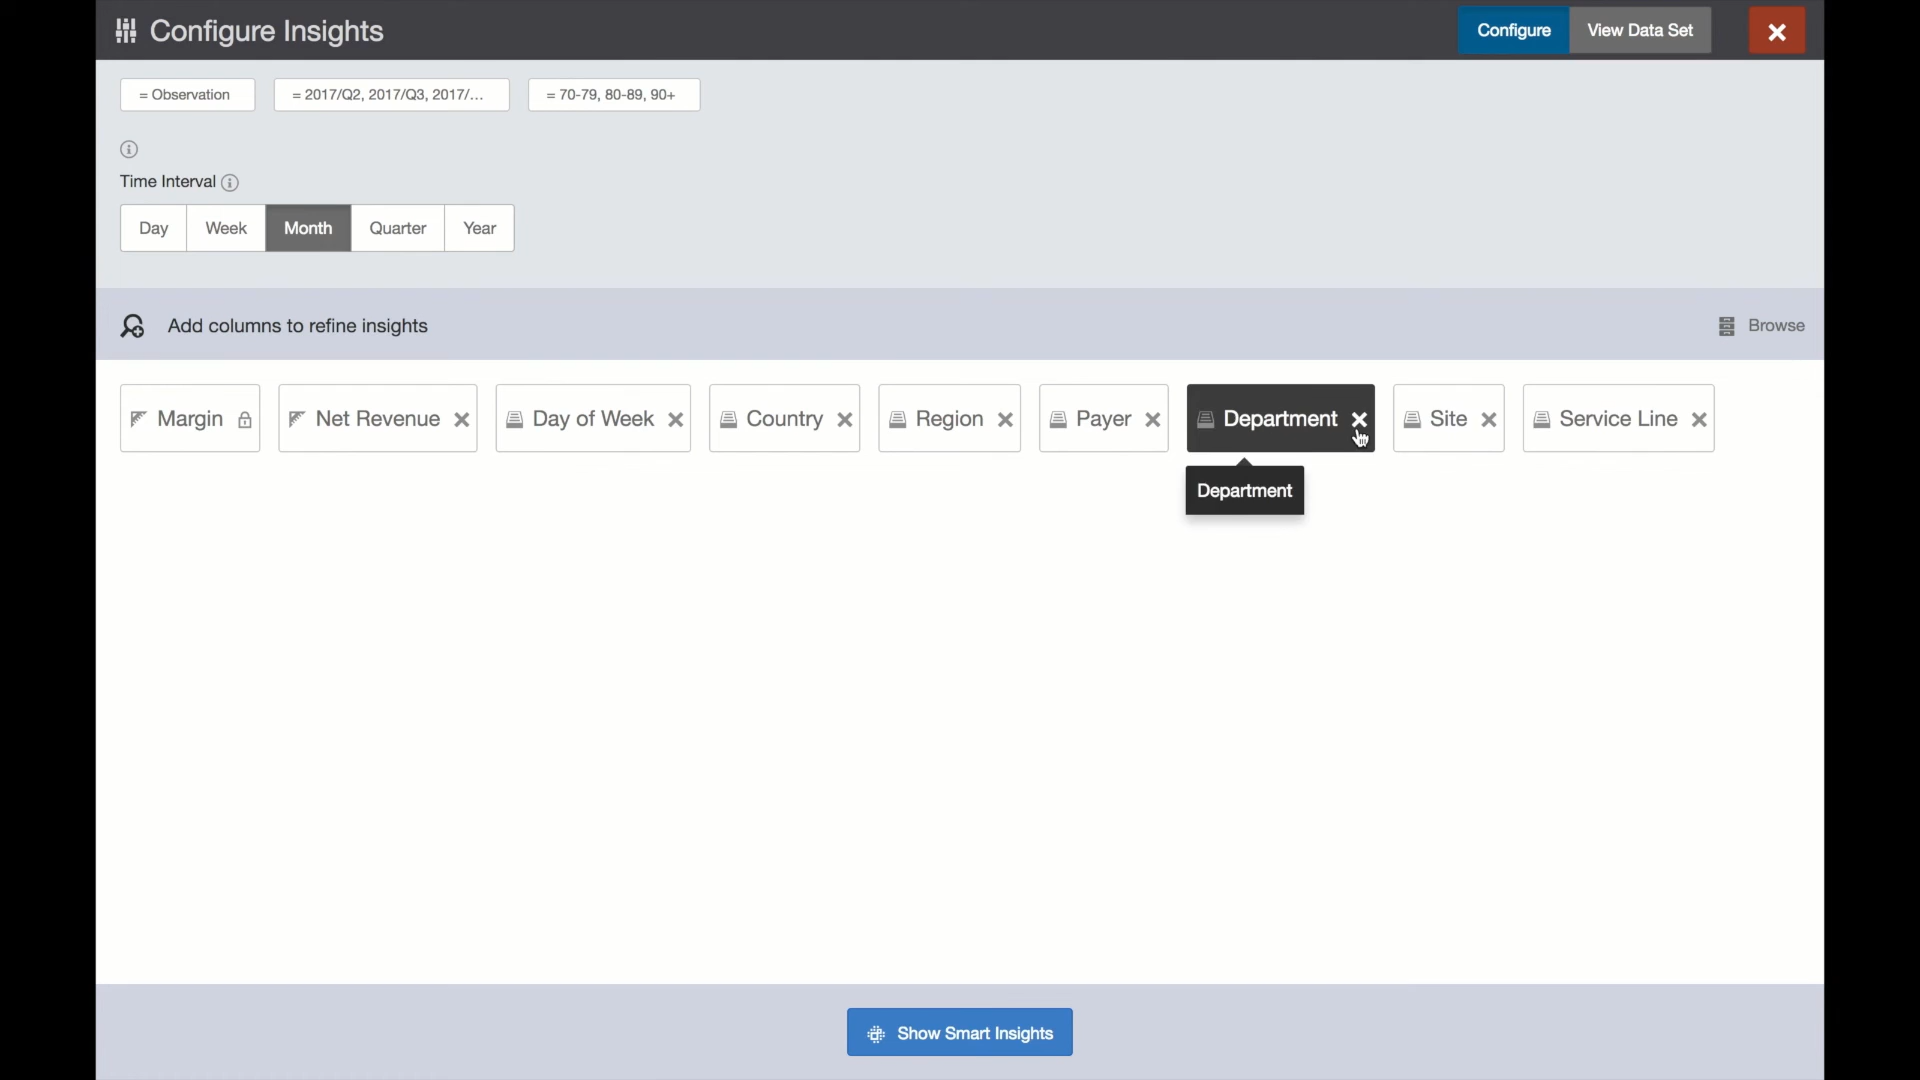 Configure Insights
Configure
View Data Set
= Observation
= 2017/Q2, 2017/Q3, 2017/...
= 70-79, 80-89, 90+
Time Interval
Day
Week
Month
Quarter
Year
Add columns to refine insights
Browse
Margin
Net Revenue
Day of Week
Country
Region
Payer
Department
Site
Service Line
Department
Show Smart Insights